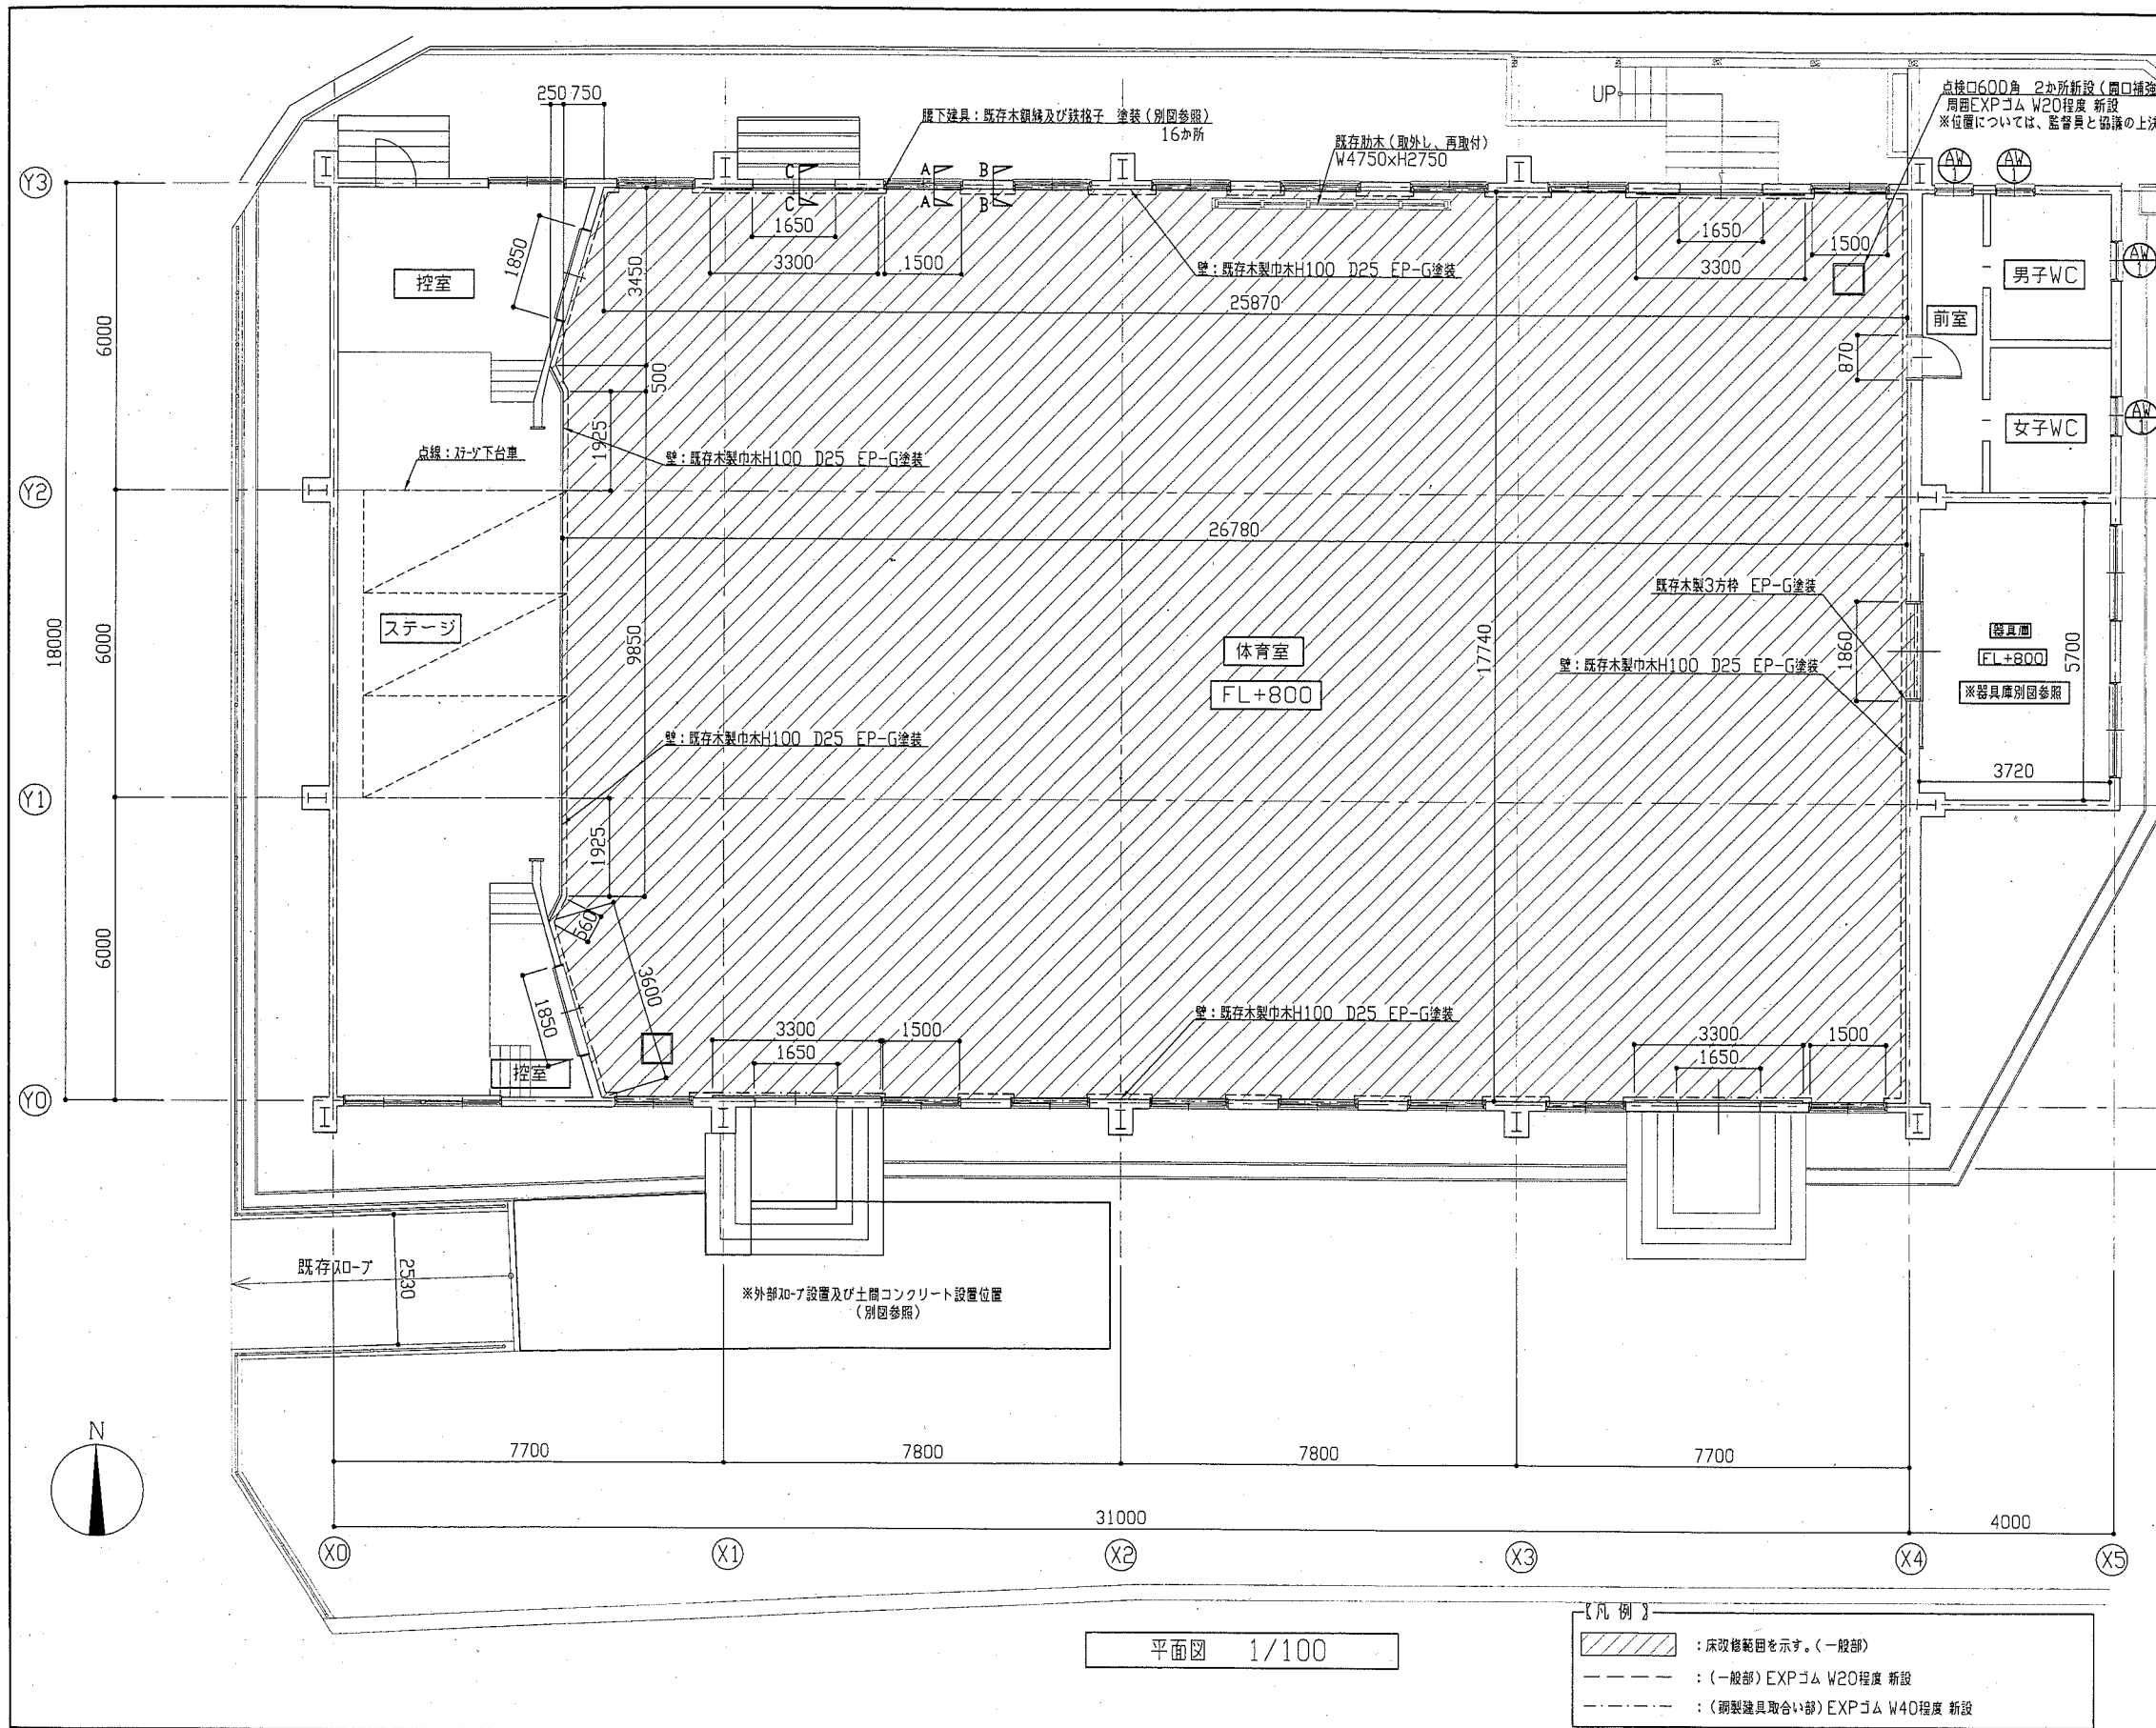 250 750
腰下建具：既存木額縁及び鉄格子 塗装（別図参照）
16か所
既存肋木（取外し、再取付）
W4750xH2750
UP
点検口600角 2か所新設（開口補強
周囲EXPゴム W20程度 新設
※位置については、監督員と協議の上決
AW
1
AW
1
AW
1
AW
1
Y3
C
C
A
A
B
B
1650
3300
1500
1650
3300
1500
1850
3450
控室
壁：既存木製巾木H100 D25 EP-G塗装
25870
男子WC
前室
870
女子WC
6000
500
1925
点線：ステージ下台車
壁：既存木製巾木H100 D25 EP-G塗装
Y2
26780
既存木製3方枠 EP-G塗装
18000
6000
ステージ
9850
体育室
FL+800
17740
壁：既存木製巾木H100 D25 EP-G塗装
1860
器具庫
FL+800
※器具庫別図参照
5700
3720
壁：既存木製巾木H100 D25 EP-G塗装
Y1
1925
560
3600
6000
1850
控室
壁：既存木製巾木H100 D25 EP-G塗装
3300
1500
1650
3300
1500
1650
Y0
既存スロープ
2530
※外部スロープ設置及び土間コンクリート設置位置
（別図参照）
N
7700
7800
7800
7700
31000
4000
X0
X1
X2
X3
X4
X5
平面図 1/100
【凡 例】
：床改修範囲を示す。（一般部）
：（一般部）EXPゴム W20程度 新設
：（鋼製建具取合い部）EXPゴム W40程度 新設